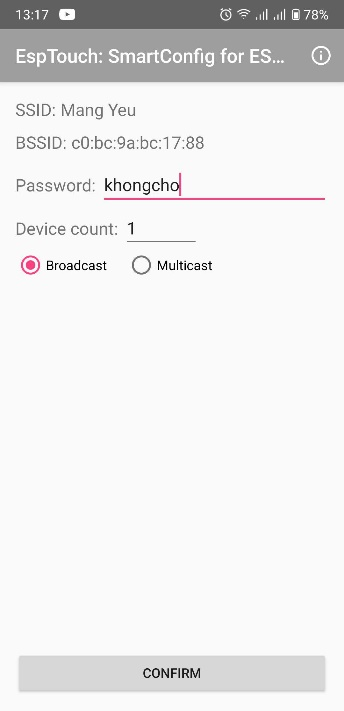 13:17 78%
EspTouch: SmartConfig for ES...
SSID: Mang Yeu
BSSID: c0:bc:9a:bc:17:88
Password: khongcho
Device count: 1
Broadcast Multicast
CONFIRM